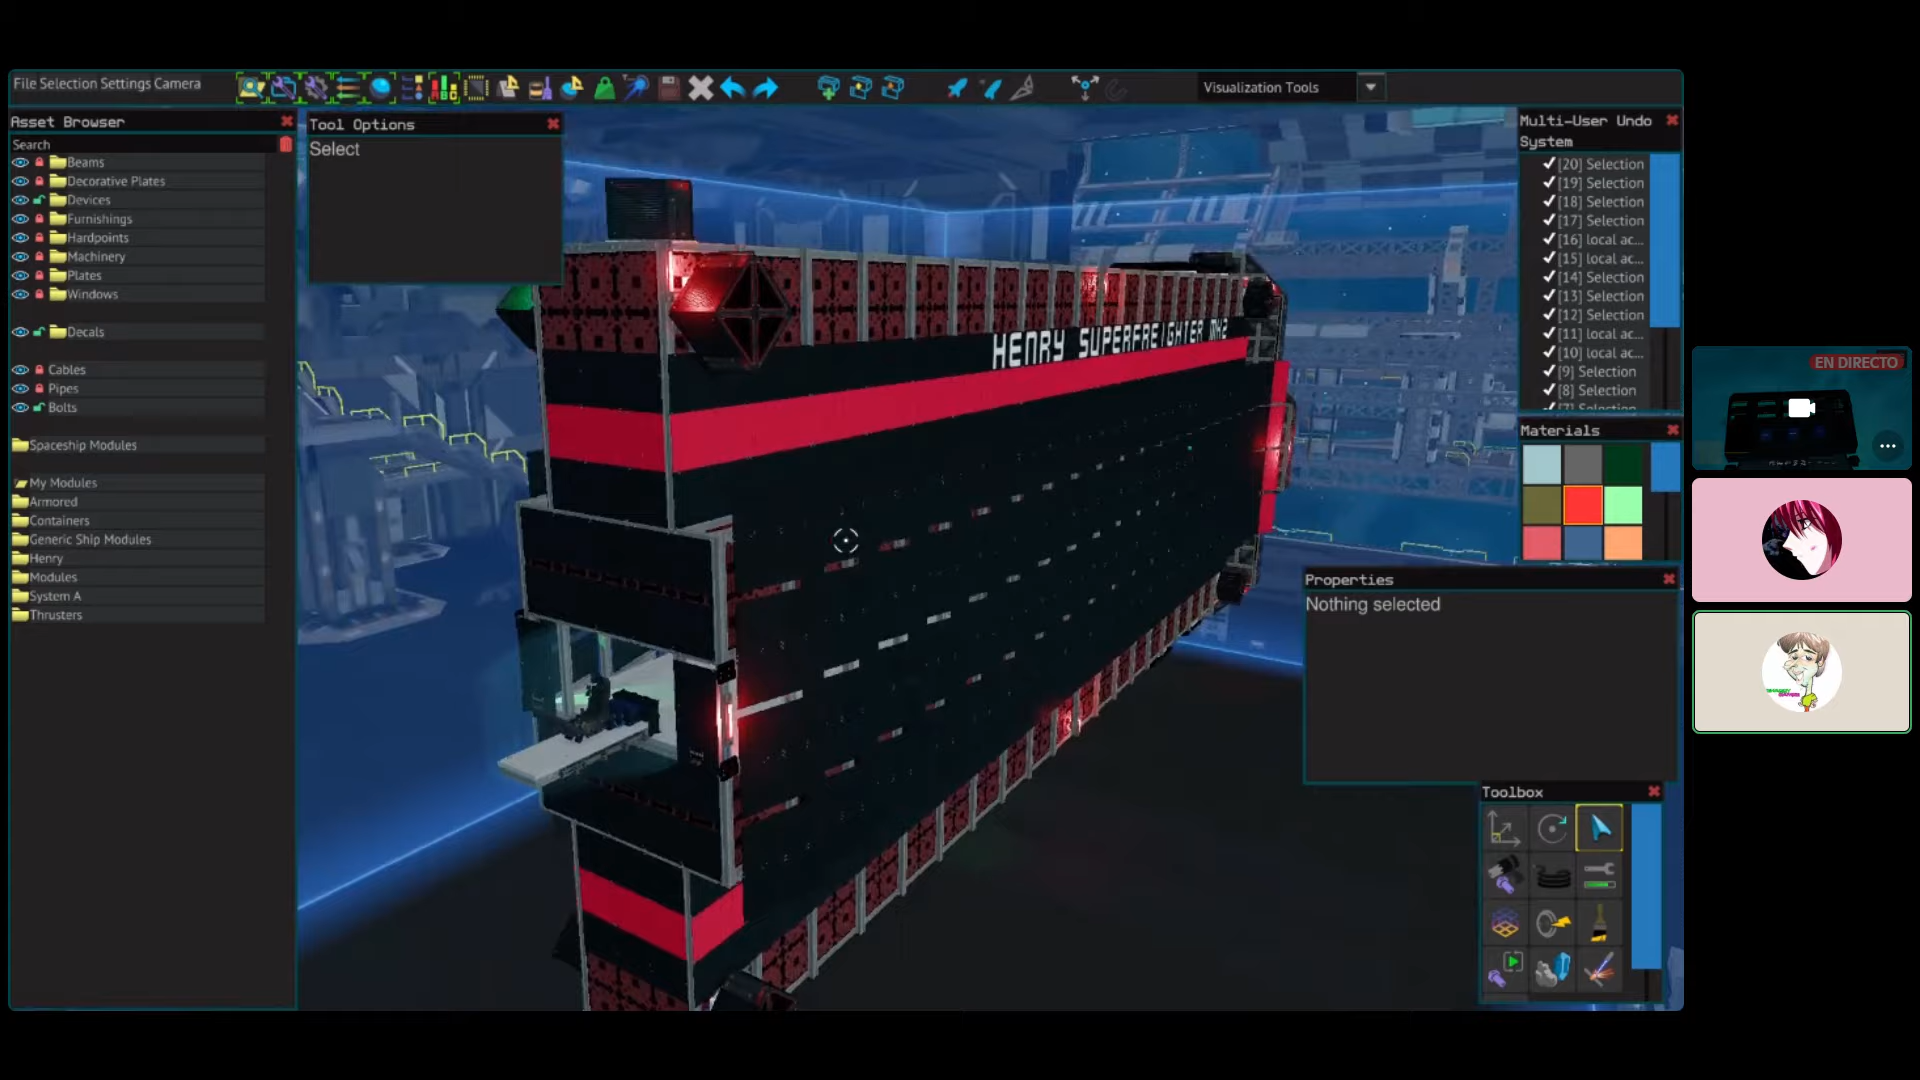 File Selection Settings Camera
Visualization Tools
Asset Browser
Search
Beams
Decorative Plates
Devices
Furnishings
Hardpoints
Machinery
Plates
Windows
Decals
Cables
Pipes
Bolts
Spaceship Modules
My Modules
Armored
Containers
Generic Ship Modules
Henry
Modules
System A
Thrusters
Tool Options
Select
HENRY SUPERFREIGHTER MK2
Multi-User Undo
System
[20] Selection
[19] Selection
[18] Selection
[17] Selection
[16] local ac...
[15] local ac...
[14] Selection
[13] Selection
[12] Selection
[11] local ac...
[10] local ac...
[9] Selection
[8] Selection
[7] Selection
Materials
Properties
Nothing selected
Toolbox
EN DIRECTO